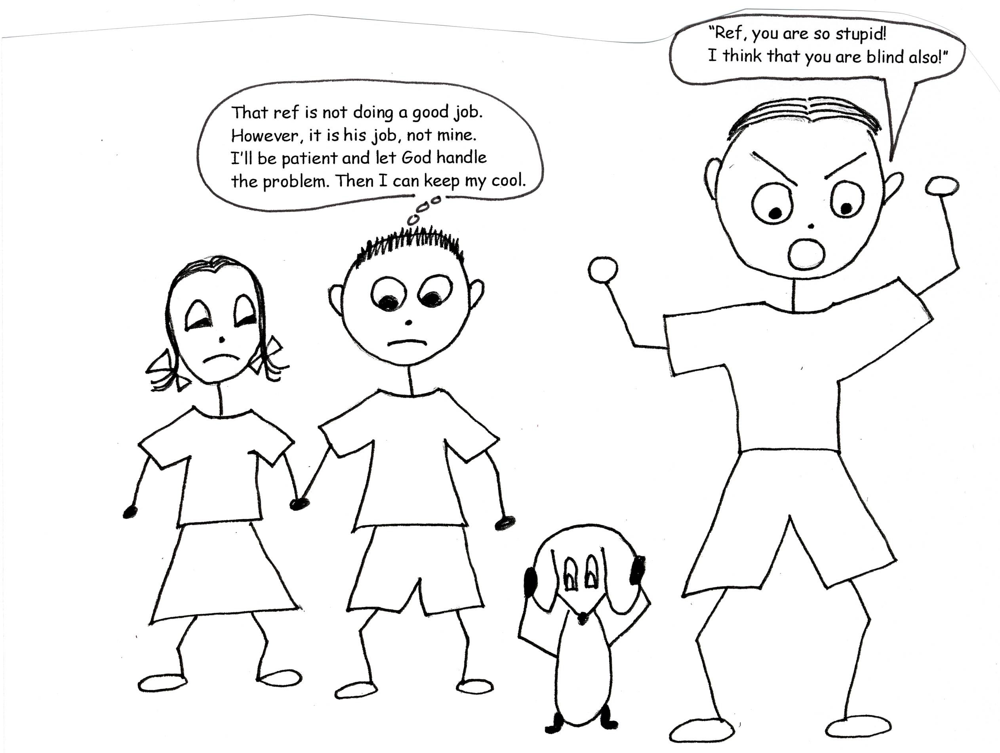 "Ref, you are so stupid!
I think that you are blind also!"
That ref is not doing a good job.
However, it is his job, not mine.
I'll be patient and let God handle
the problem. Then I can keep my cool.